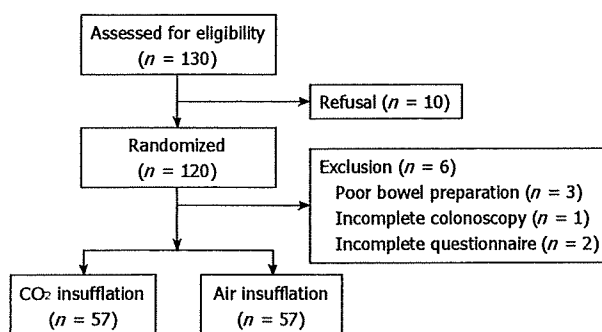 Assessed for eligibility
(n = 130)
Refusal (n = 10)
Randomized
(n = 120)
Exclusion (n = 6)
Poor bowel preparation (n = 3)
Incomplete colonoscopy (n = 1)
Incomplete questionnaire (n = 2)
CO2 insufflation
(n = 57)
Air insufflation
(n = 57)